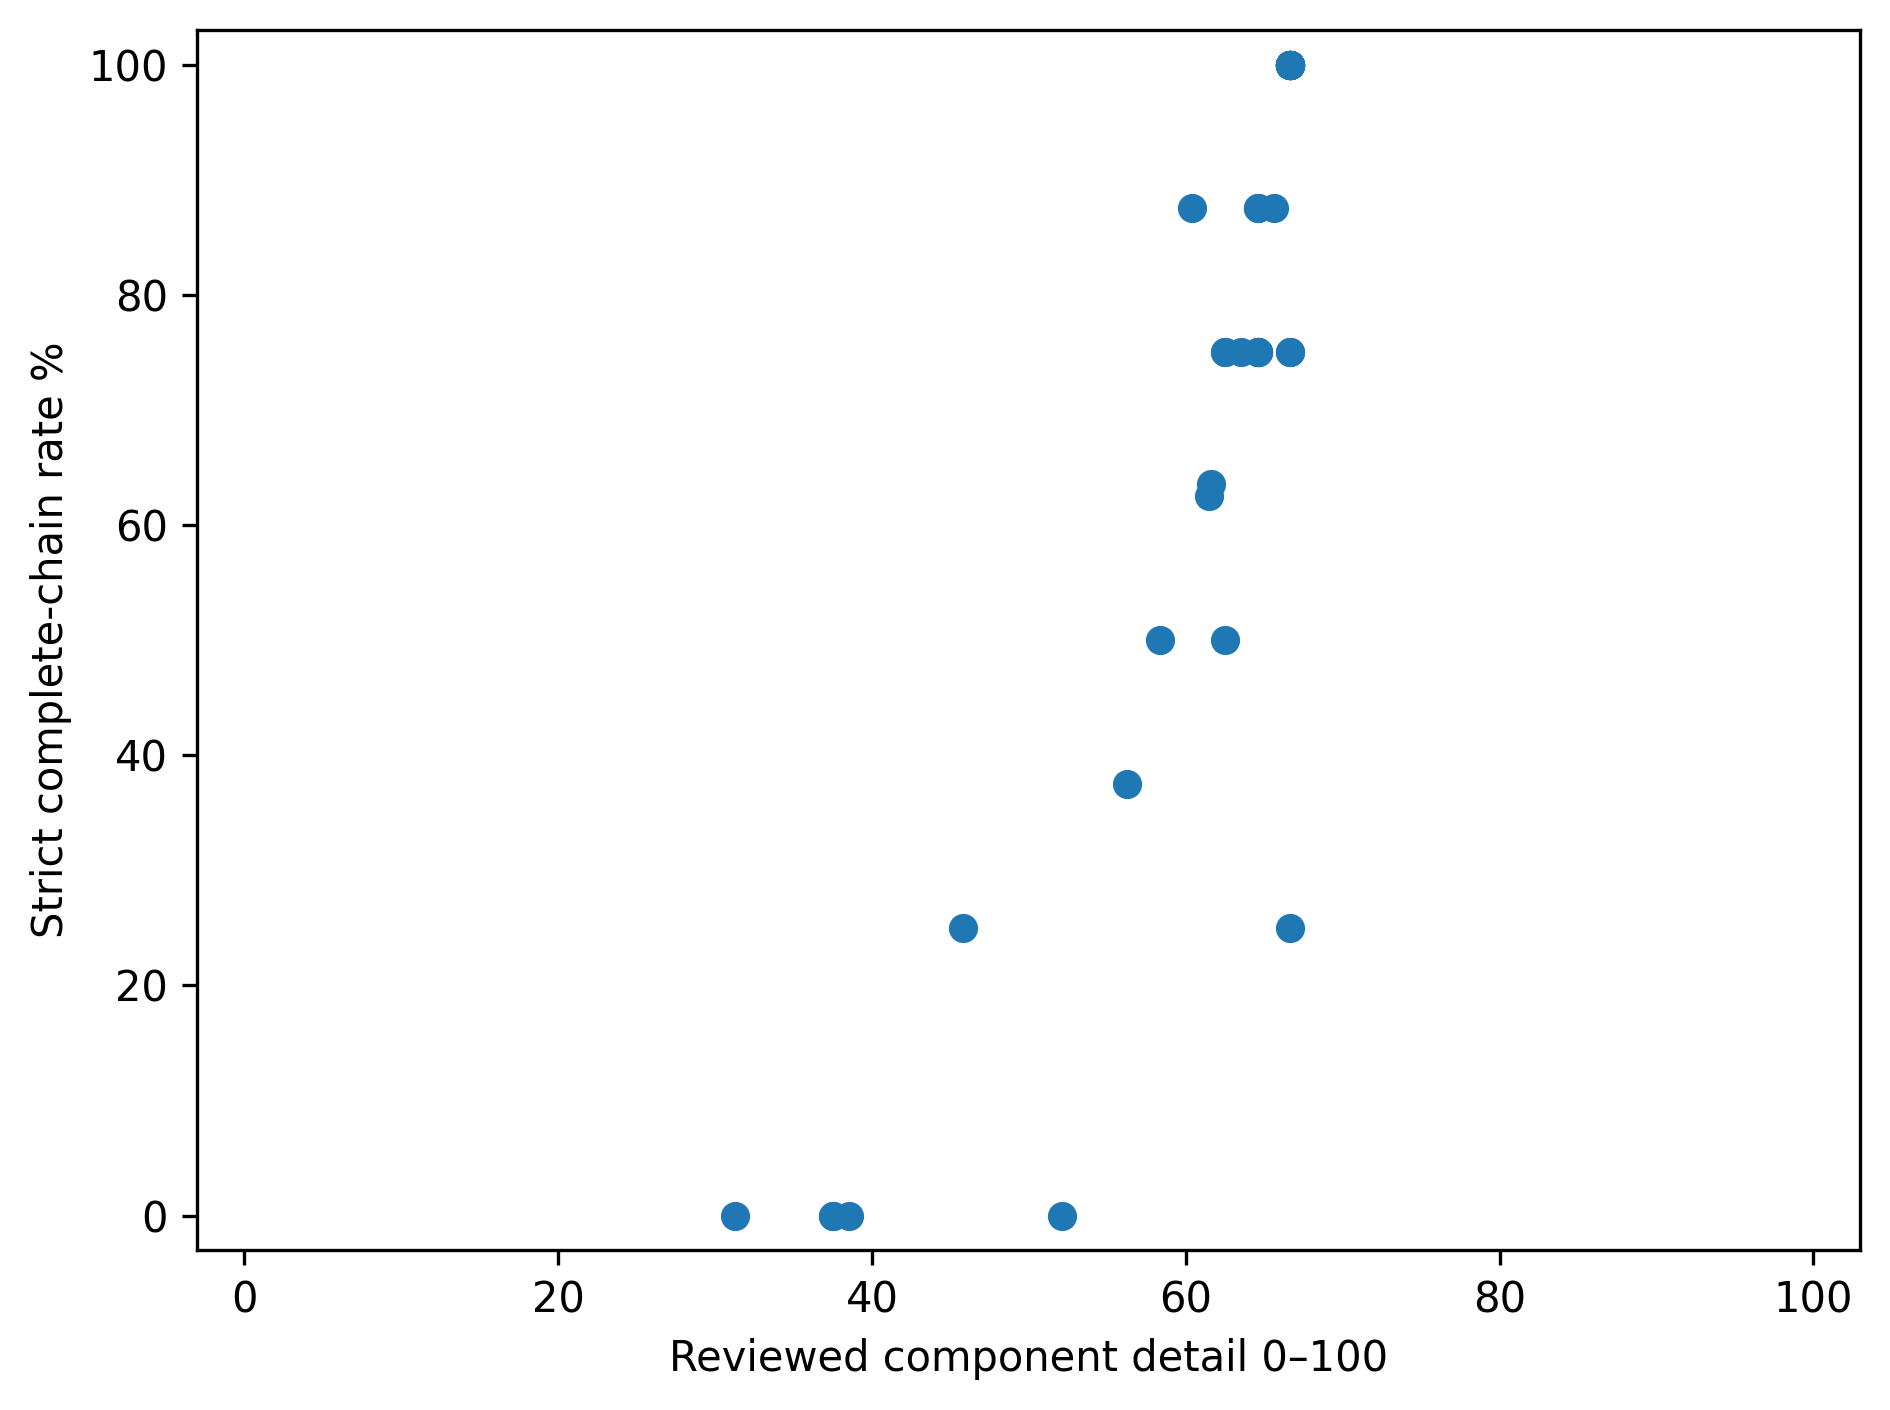 100
80
60
40
20
0
Strict complete-chain rate %
0 20 40 60 80 100
Reviewed component detail 0–100